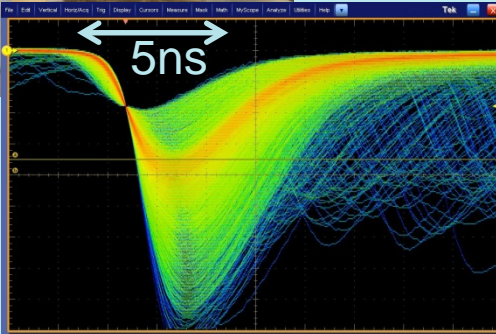 File Edit Vertical Horiz/Acq Trig Display Cursors Measure Mask Math MyScope Analyze Utilities Help Tek
5ns